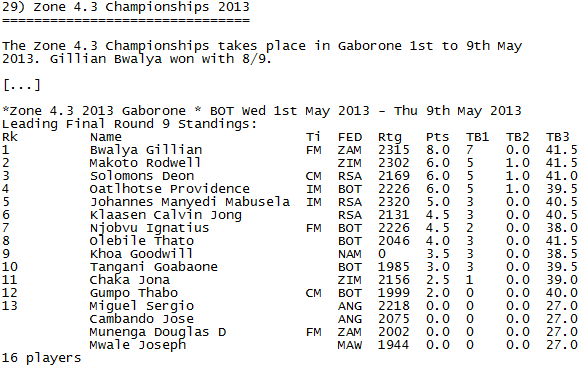 29) Zone 4.3 Championships 2013
===============================
The Zone 4.3 Championships takes place in Gaborone 1st to 9th May
2013. Gillian Bwalya won with 8/9.
[...]
*Zone 4.3 2013 Gaborone * BOT Wed 1st May 2013 - Thu 9th May 2013
Leading Final Round 9 Standings:
Rk Name Ti FED Rtg Pts TB1 TB2 TB3
1 Bwalya Gillian FM ZAM 2315 8.0 7 0.0 41.5
2 Makoto Rodwell ZIM 2302 6.0 5 1.0 41.5
3 Solomons Deon CM RSA 2169 6.0 5 1.0 41.0
4 Oatlhotse Providence IM BOT 2226 6.0 5 1.0 39.5
5 Johannes Manyedi Mabusela IM RSA 2320 5.0 3 0.0 40.5
6 Klaasen Calvin Jong RSA 2131 4.5 3 0.0 40.5
7 Njobvu Ignatius FM BOT 2226 4.5 2 0.0 38.0
8 Olebile Thato BOT 2046 4.0 3 0.0 41.5
9 Khoa Goodwill NAM 0 3.5 3 0.0 38.5
10 Tangani Goabaone BOT 1985 3.0 3 0.0 39.5
11 Chaka Jona ZIM 2156 2.5 1 0.0 39.0
12 Gumpo Thabo CM BOT 1999 2.0 0 0.0 40.0
13 Miguel Sergio ANG 2218 0.0 0 0.0 27.0
Cambando Jose ANG 2075 0.0 0 0.0 27.0
Munenga Douglas D FM ZAM 2002 0.0 0 0.0 27.0
Mwale Joseph MAW 1944 0.0 0 0.0 27.0
16 players